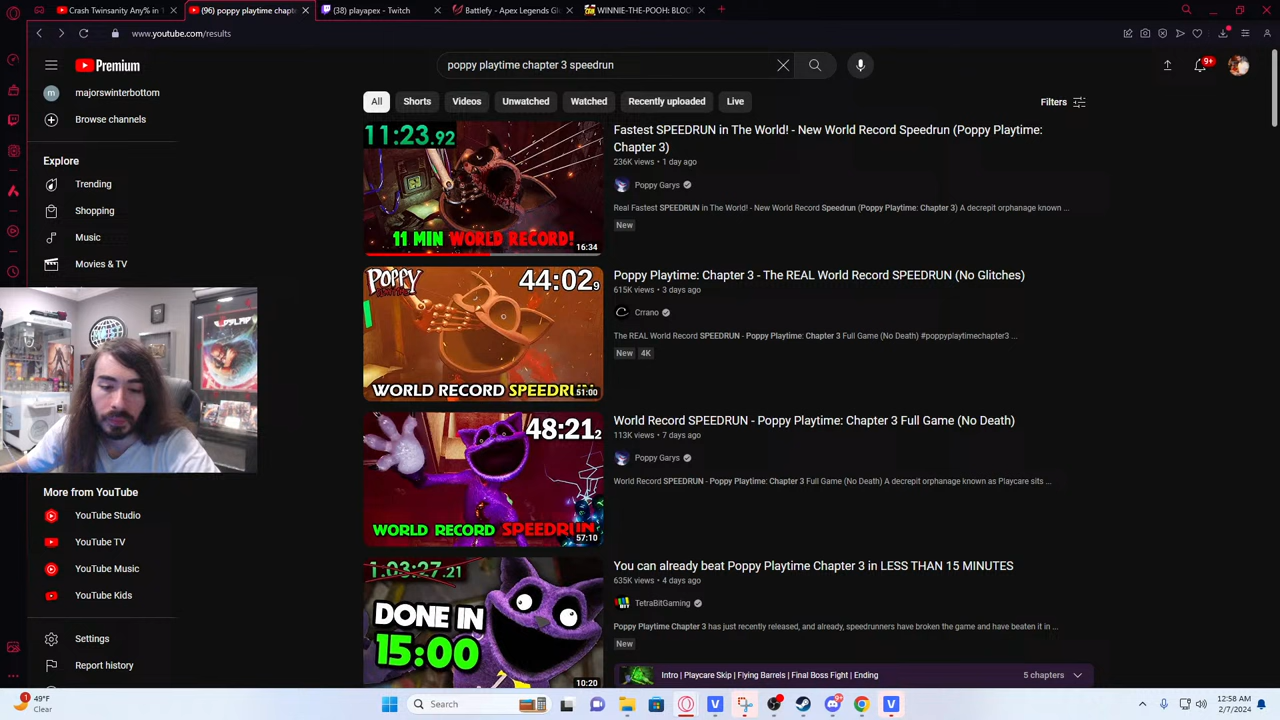 Crash Twinsanity Any% in
(96) poppy playtime chapt
(38) playapex - Twitch
Battlefy - Apex Legends Gl
WINNIE-THE-POOH: BLOO
www.youtube.com/results
Premium
poppy playtime chapter 3 speedrun
9+
m
majorswinterbottom
Browse channels
Explore
Trending
Shopping
Music
Movies & TV
More from YouTube
YouTube Studio
YouTube TV
YouTube Music
YouTube Kids
Settings
Report history
All
Shorts
Videos
Unwatched
Watched
Recently uploaded
Live
Filters
11:23.92
11 MIN WORLD RECORD!
16:34
Fastest SPEEDRUN in The World! - New World Record Speedrun (Poppy Playtime:
Chapter 3)
236K views • 1 day ago
Poppy Garys
Real Fastest SPEEDRUN in The World! - New World Record Speedrun (Poppy Playtime: Chapter 3) A decrepit orphanage known ...
New
POPPY
44:029
WORLD RECORD SPEEDRUN
51:00
Poppy Playtime: Chapter 3 - The REAL World Record SPEEDRUN (No Glitches)
615K views • 3 days ago
Crrano
The REAL World Record SPEEDRUN - Poppy Playtime: Chapter 3 Full Game (No Death) #poppyplaytimechapter3 ...
New
4K
48:212
WORLD RECORD SPEEDRUN
57:10
World Record SPEEDRUN - Poppy Playtime: Chapter 3 Full Game (No Death)
113K views • 7 days ago
Poppy Garys
World Record SPEEDRUN - Poppy Playtime: Chapter 3 Full Game (No Death) A decrepit orphanage known as Playcare sits ...
1:03:27.21
DONE IN
15:00
10:20
You can already beat Poppy Playtime Chapter 3 in LESS THAN 15 MINUTES
635K views • 4 days ago
TetraBitGaming
Poppy Playtime Chapter 3 has just recently released, and already, speedrunners have broken the game and have beaten it in ...
New
Intro | Playcare Skip | Flying Barrels | Final Boss Fight | Ending
5 chapters
1
49°F
Clear
Search
9+
12:58 AM
2/7/2024